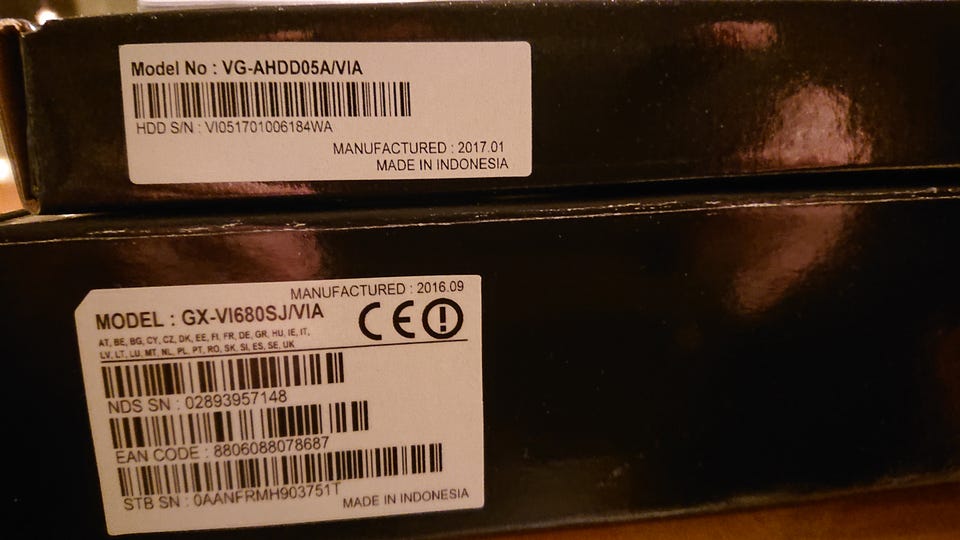 Model No : VG-AHDD05A/VIA
HDD S/N : VI051701006184WA
MANUFACTURED : 2017.01
MADE IN INDONESIA
MANUFACTURED : 2016.09
MODEL : GX-VI680SJ/VIA
AT, BE, BG, CY, CZ, DK, EE, FI, FR, DE, GR, HU, IE, IT,
LV, LT, LU, MT, NL, PL, PT, RO, SK, SI, ES, SE, UK
NDS SN : 02893957148
EAN CODE : 8806088078687
STB SN : 0AANFRMH903751T
MADE IN INDONESIA